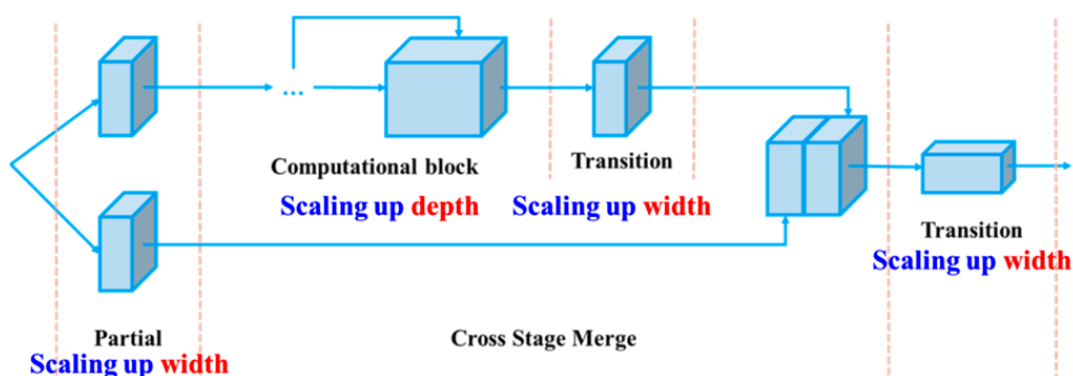 ...
Computational block
Scaling up depth
Transition
Scaling up width
Transition
Scaling up width
Partial
Scaling up width
Cross Stage Merge